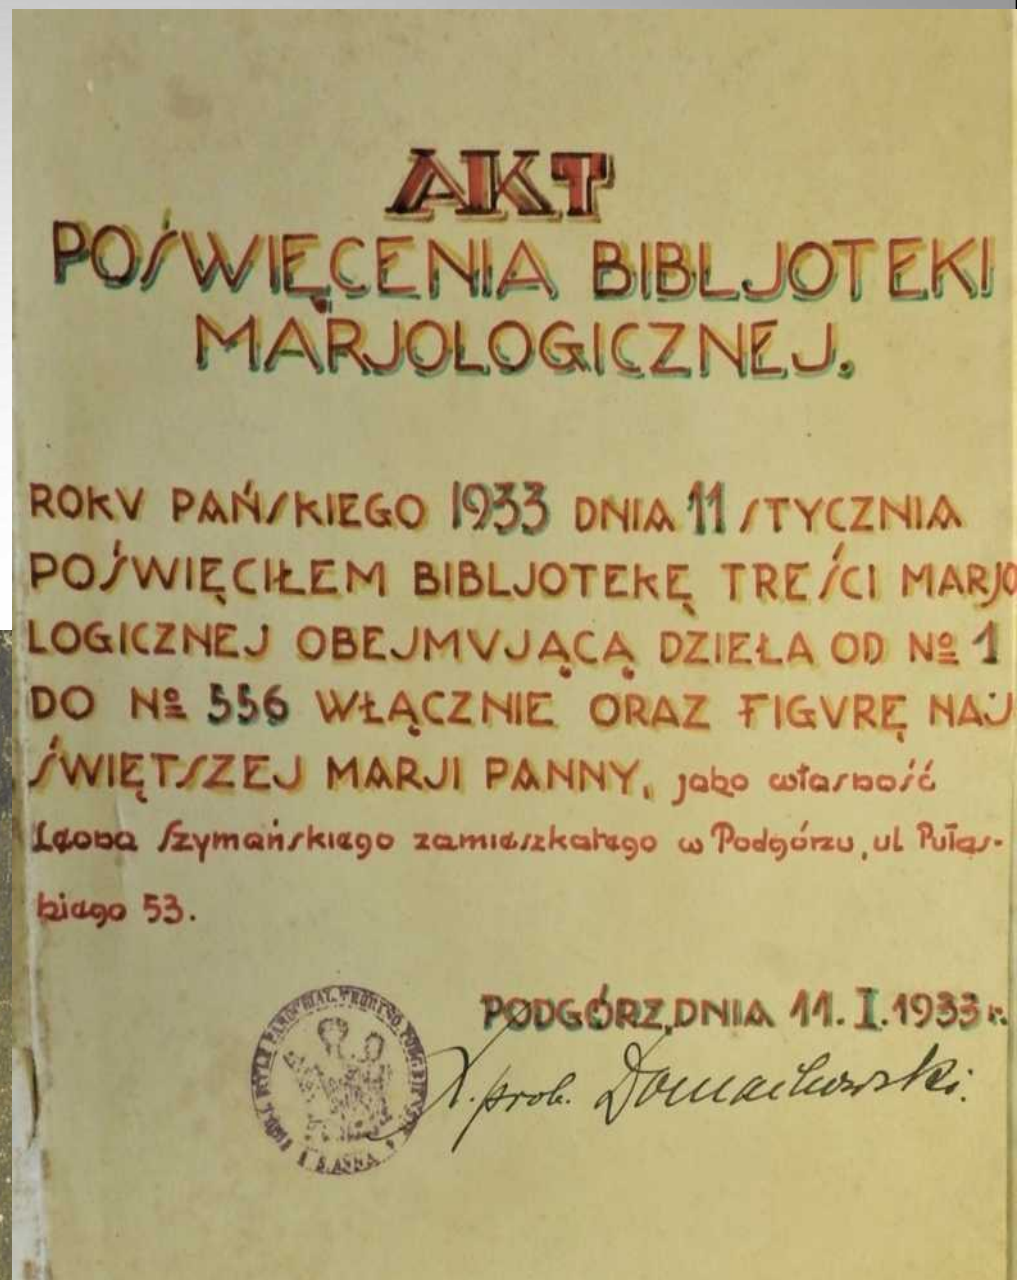 AKT
POŚWIĘCENIA BIBLJOTEKI
MARJOLOGICZNEJ.
ROKV PAŃSKIEGO 1933 DNIA 11 STYCZNIA
POŚWIĘCIŁEM BIBLJOTEKĘ TREŚCI MARJO
LOGICZNEJ OBEJMVJĄCĄ DZIEŁA OD Nº 1
DO Nº 556 WŁĄCZNIE ORAZ FIGVRĘ NAJ
ŚWIĘTSZEJ MARJI PANNY, jako własność
Leona Szymańskiego zamieszkałego w Podgórzu, ul Pułas-
kiego 53.
PODGÓRZ, DNIA 11. I. 1933 r.
X. prob. Domachowski.
S. ANNA